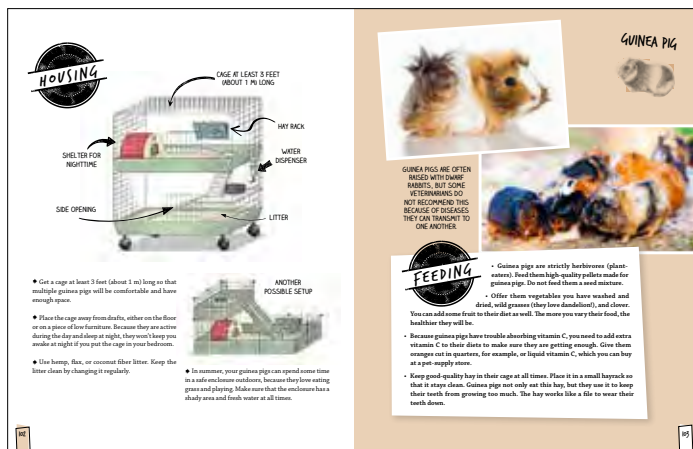 HOUSING
CAGE AT LEAST 3 FEET
(ABOUT 1 M) LONG
HAY RACK
SHELTER FOR
NIGHTTIME
WATER
DISPENSER
SIDE OPENING
LITTER
◆ Get a cage at least 3 feet (about 1 m) long so that
multiple guinea pigs will be comfortable and have
enough space.
◆ Place the cage away from drafts, either on the floor
or on a piece of low furniture. Because they are active
during the day and sleep at night, they won't keep you
awake at night if you put the cage in your bedroom.
◆ Use hemp, flax, or coconut fiber litter. Keep the
litter clean by changing it regularly.
ANOTHER
POSSIBLE SETUP
◆ In summer, your guinea pigs can spend some time
in a safe enclosure outdoors, because they love eating
grass and playing. Make sure that the enclosure has a
shady area and fresh water at all times.
102
GUINEA PIG
GUINEA PIGS ARE OFTEN
RAISED WITH DWARF
RABBITS, BUT SOME
VETERINARIANS DO
NOT RECOMMEND THIS
BECAUSE OF DISEASES
THEY CAN TRANSMIT TO
ONE ANOTHER.
FEEDING
• Guinea pigs are strictly herbivores (plant-
eaters). Feed them high-quality pellets made for
guinea pigs. Do not feed them a seed mixture.
• Offer them vegetables you have washed and
dried, wild grasses (they love dandelion!), and clover.
You can add some fruit to their diet as well. The more you vary their food, the
healthier they will be.
• Because guinea pigs have trouble absorbing vitamin C, you need to add extra
vitamin C to their diets to make sure they are getting enough. Give them
oranges cut in quarters, for example, or liquid vitamin C, which you can buy
at a pet-supply store.
• Keep good-quality hay in their cage at all times. Place it in a small hayrack so
that it stays clean. Guinea pigs not only eat this hay, but they use it to keep
their teeth from growing too much. The hay works like a file to wear their
teeth down.
103